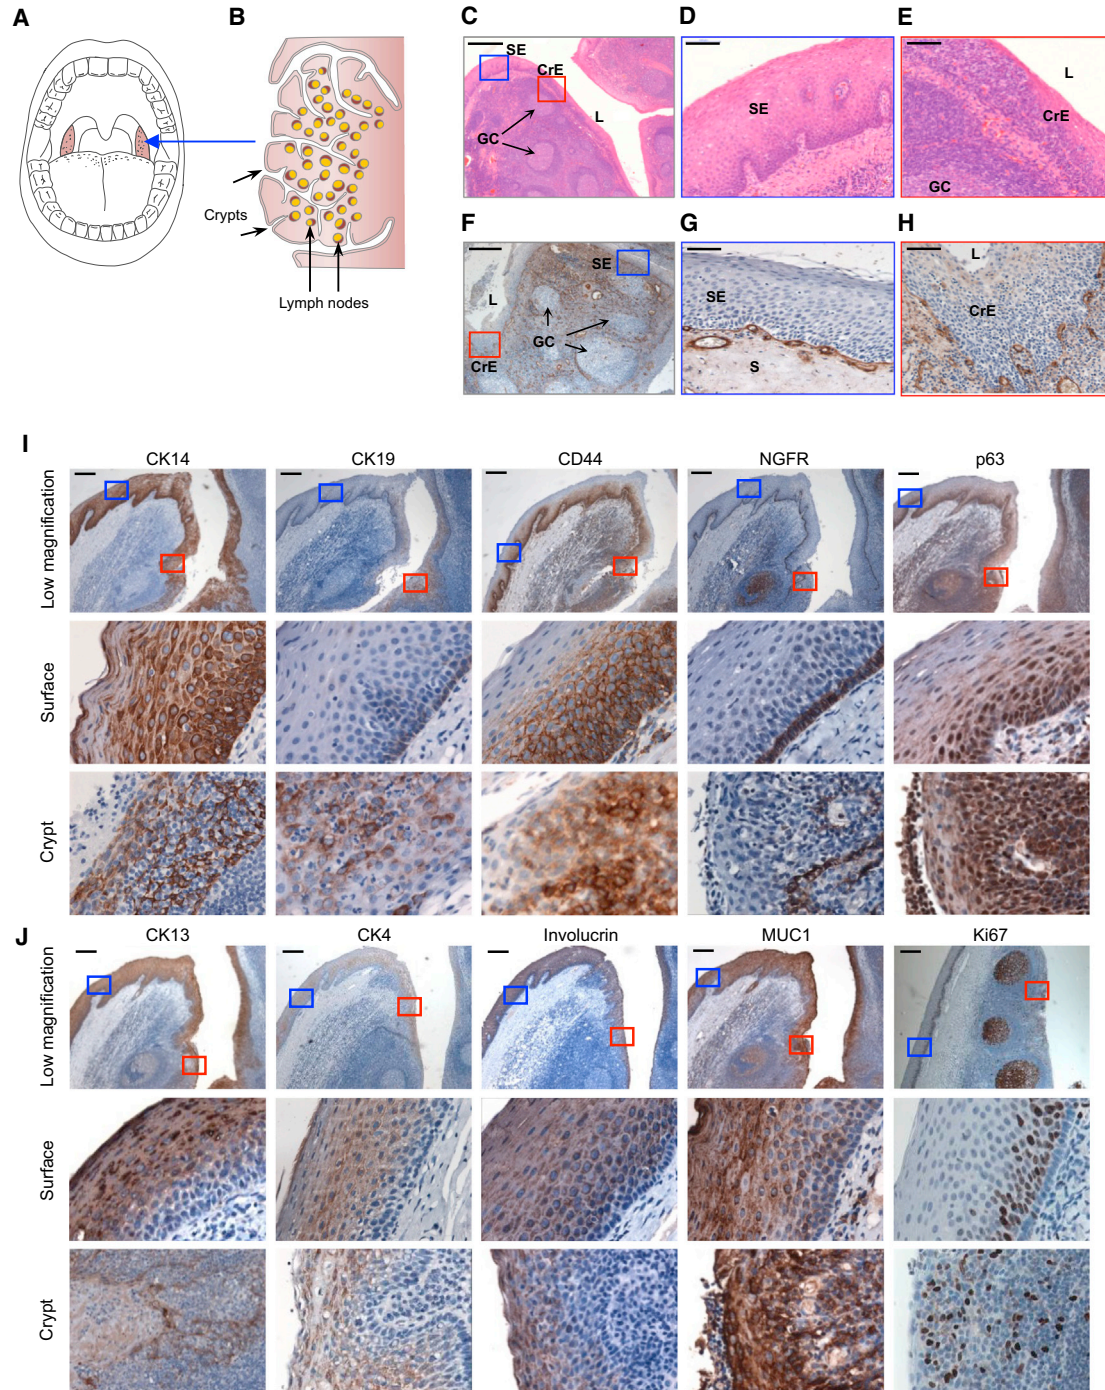 A
B
C
D
E
SE
CrE
L
GC
SE
L
CrE
GC
Crypts
Lymph nodes
F
G
H
SE
L
GC
CrE
SE
S
L
CrE
I
CK14
CK19
CD44
NGFR
p63
Low magnification
Surface
Crypt
J
CK13
CK4
Involucrin
MUC1
Ki67
Low magnification
Surface
Crypt